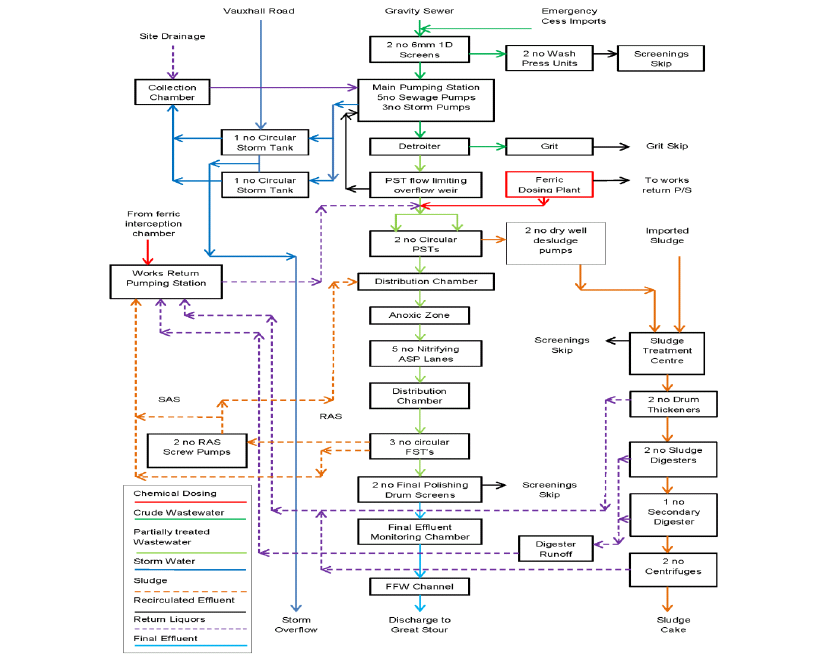 Vauxhall Road
Gravity Sewer
Emergency
Cess Imports
Site Drainage
2 no 6mm 1D
Screens
2 no Wash
Press Units
Screenings
Skip
Collection
Chamber
Main Pumping Station
5no Sewage Pumps
3no Storm Pumps
1 no Circular
Storm Tank
Detroiter
Grit
Grit Skip
1 no Circular
Storm Tank
PST flow limiting
overflow weir
Ferric
Dosing Plant
To works
return P/S
From ferric
interception
chamber
2 no Circular
PSTs
2 no dry well
desludge
pumps
Imported
Sludge
Works Return
Pumping Station
Distribution Chamber
Anoxic Zone
5 no Nitrifying
ASP Lanes
Screenings
Skip
Sludge
Treatment
Centre
Distribution
Chamber
2 no Drum
Thickeners
SAS
RAS
2 no RAS
Screw Pumps
3 no circular
FST's
2 no Sludge
Digesters
2 no Final Polishing
Drum Screens
Screenings
Skip
1 no
Secondary
Digester
Final Effluent
Monitoring Chamber
Digester
Runoff
2 no
Centrifuges
FFW Channel
Storm
Overflow
Discharge to
Great Stour
Sludge
Cake
Chemical Dosing
Crude Wastewater
Partially treated
Wastewater
Storm Water
Sludge
Recirculated Effluent
Return Liquors
Final Effluent